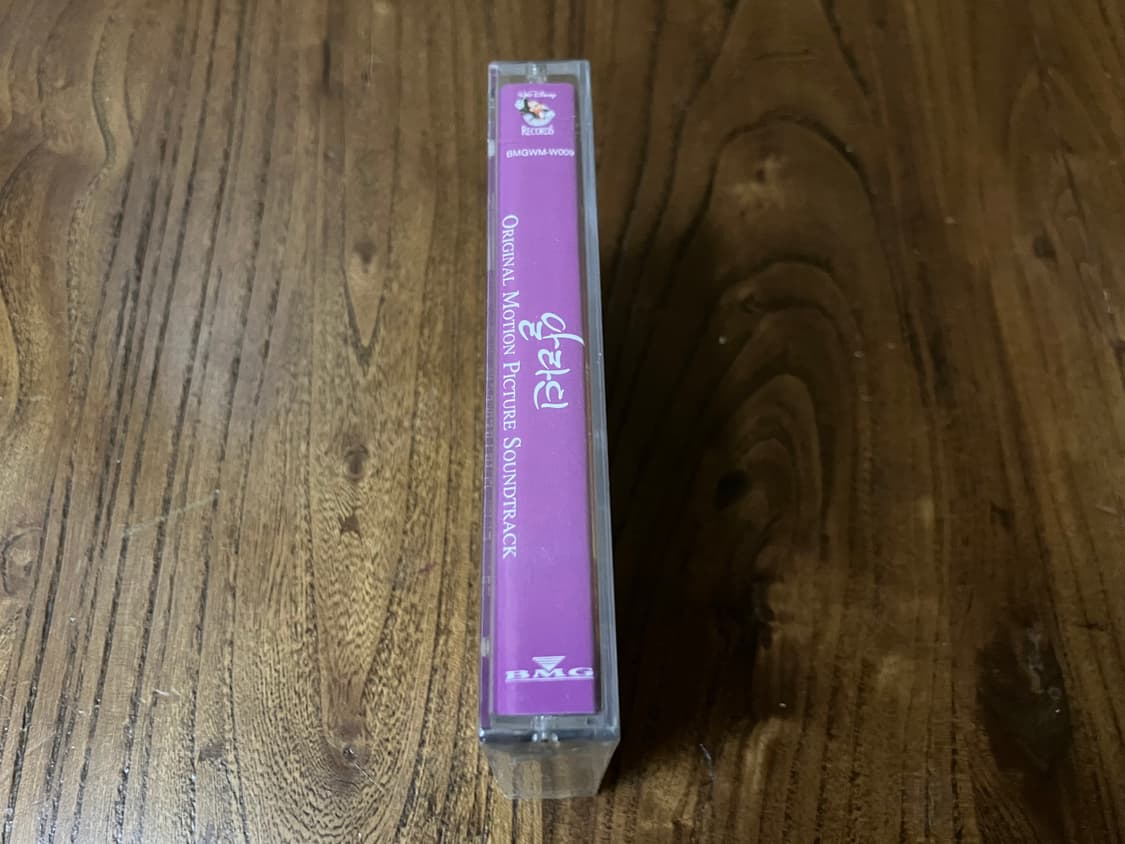 Walt Disney
RECORDS
BMGWM-W009
알라딘
ORIGINAL MOTION PICTURE SOUNDTRACK
BMG